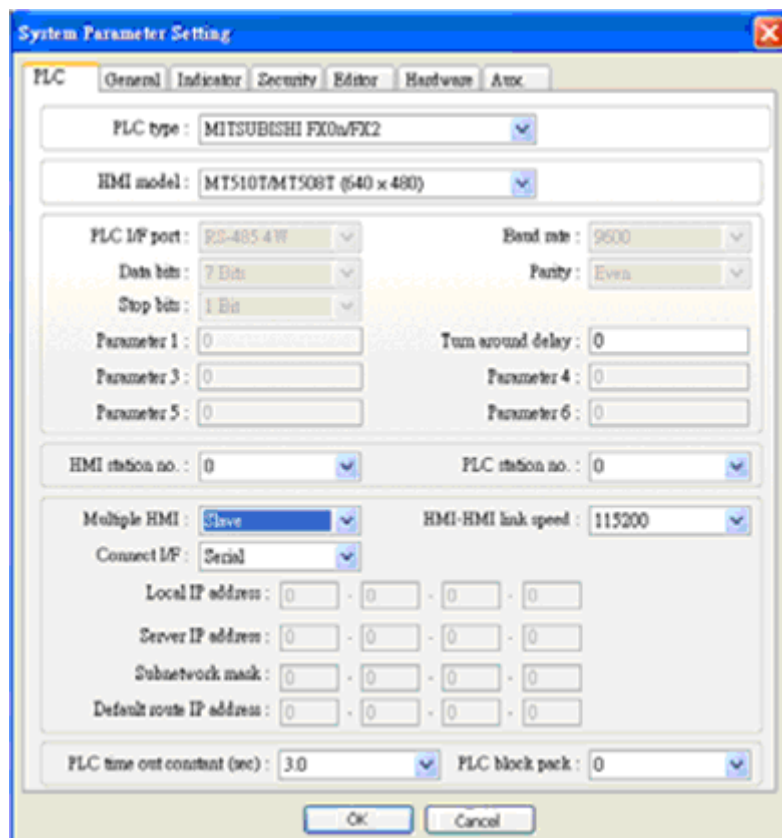 System Parameter Setting
PLC General Indicator Security Editor Hardware Aux.
PLC type : MITSUBISHI FX0n/FX2
HMI model : MT510T/MT508T (640 x 480)
PLC I/F port : RS-485 4W Baud rate : 9600
Data bits : 7 Bits Parity : Even
Stop bits : 1 Bit
Parameter 1 : 0 Turn around delay : 0
Parameter 3 : 0 Parameter 4 : 0
Parameter 5 : 0 Parameter 6 : 0
HMI station no. : 0 PLC station no. : 0
Multiple HMI : Slave HMI-HMI link speed : 115200
Connect I/F : Serial
Local IP address : 0 . 0 . 0 . 0
Server IP address : 0 . 0 . 0 . 0
Subnetwork mask : 0 . 0 . 0 . 0
Default route IP address : 0 . 0 . 0 . 0
PLC time out constant (sec) : 3.0 PLC block pack : 0
OK Cancel